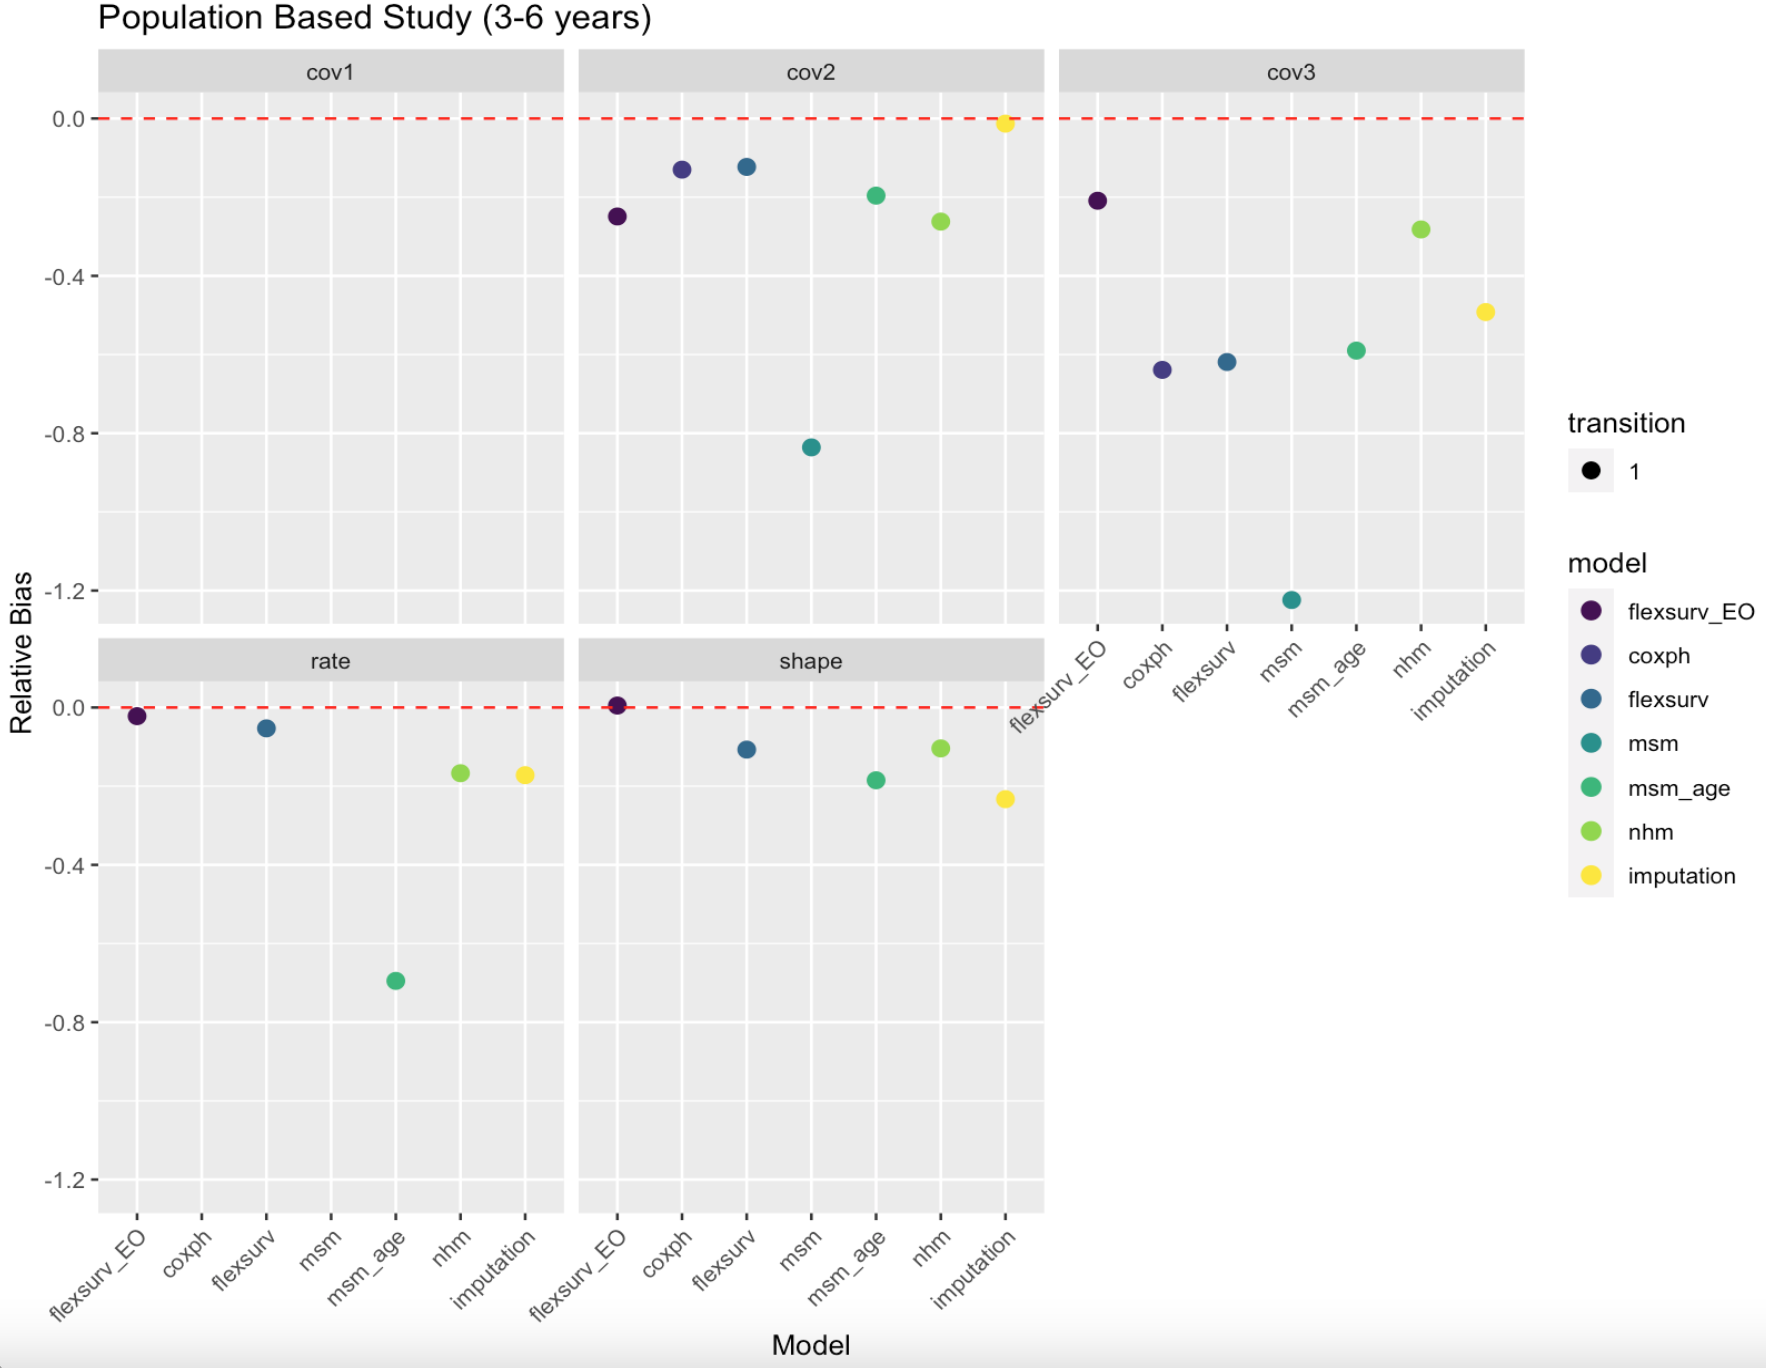 Population Based Study (3-6 years)
cov1
cov2
cov3
0.0
-0.4
-0.8
-1.2
flexsurv_EO
coxph
flexsurv
msm
msm_age
nhm
imputation
rate
shape
0.0
-0.4
-0.8
-1.2
flexsurv_EO
coxph
flexsurv
msm
msm_age
nhm
imputation
flexsurv_EO
coxph
flexsurv
msm
msm_age
nhm
imputation
Relative Bias
Model
transition
1
model
flexsurv_EO
coxph
flexsurv
msm
msm_age
nhm
imputation